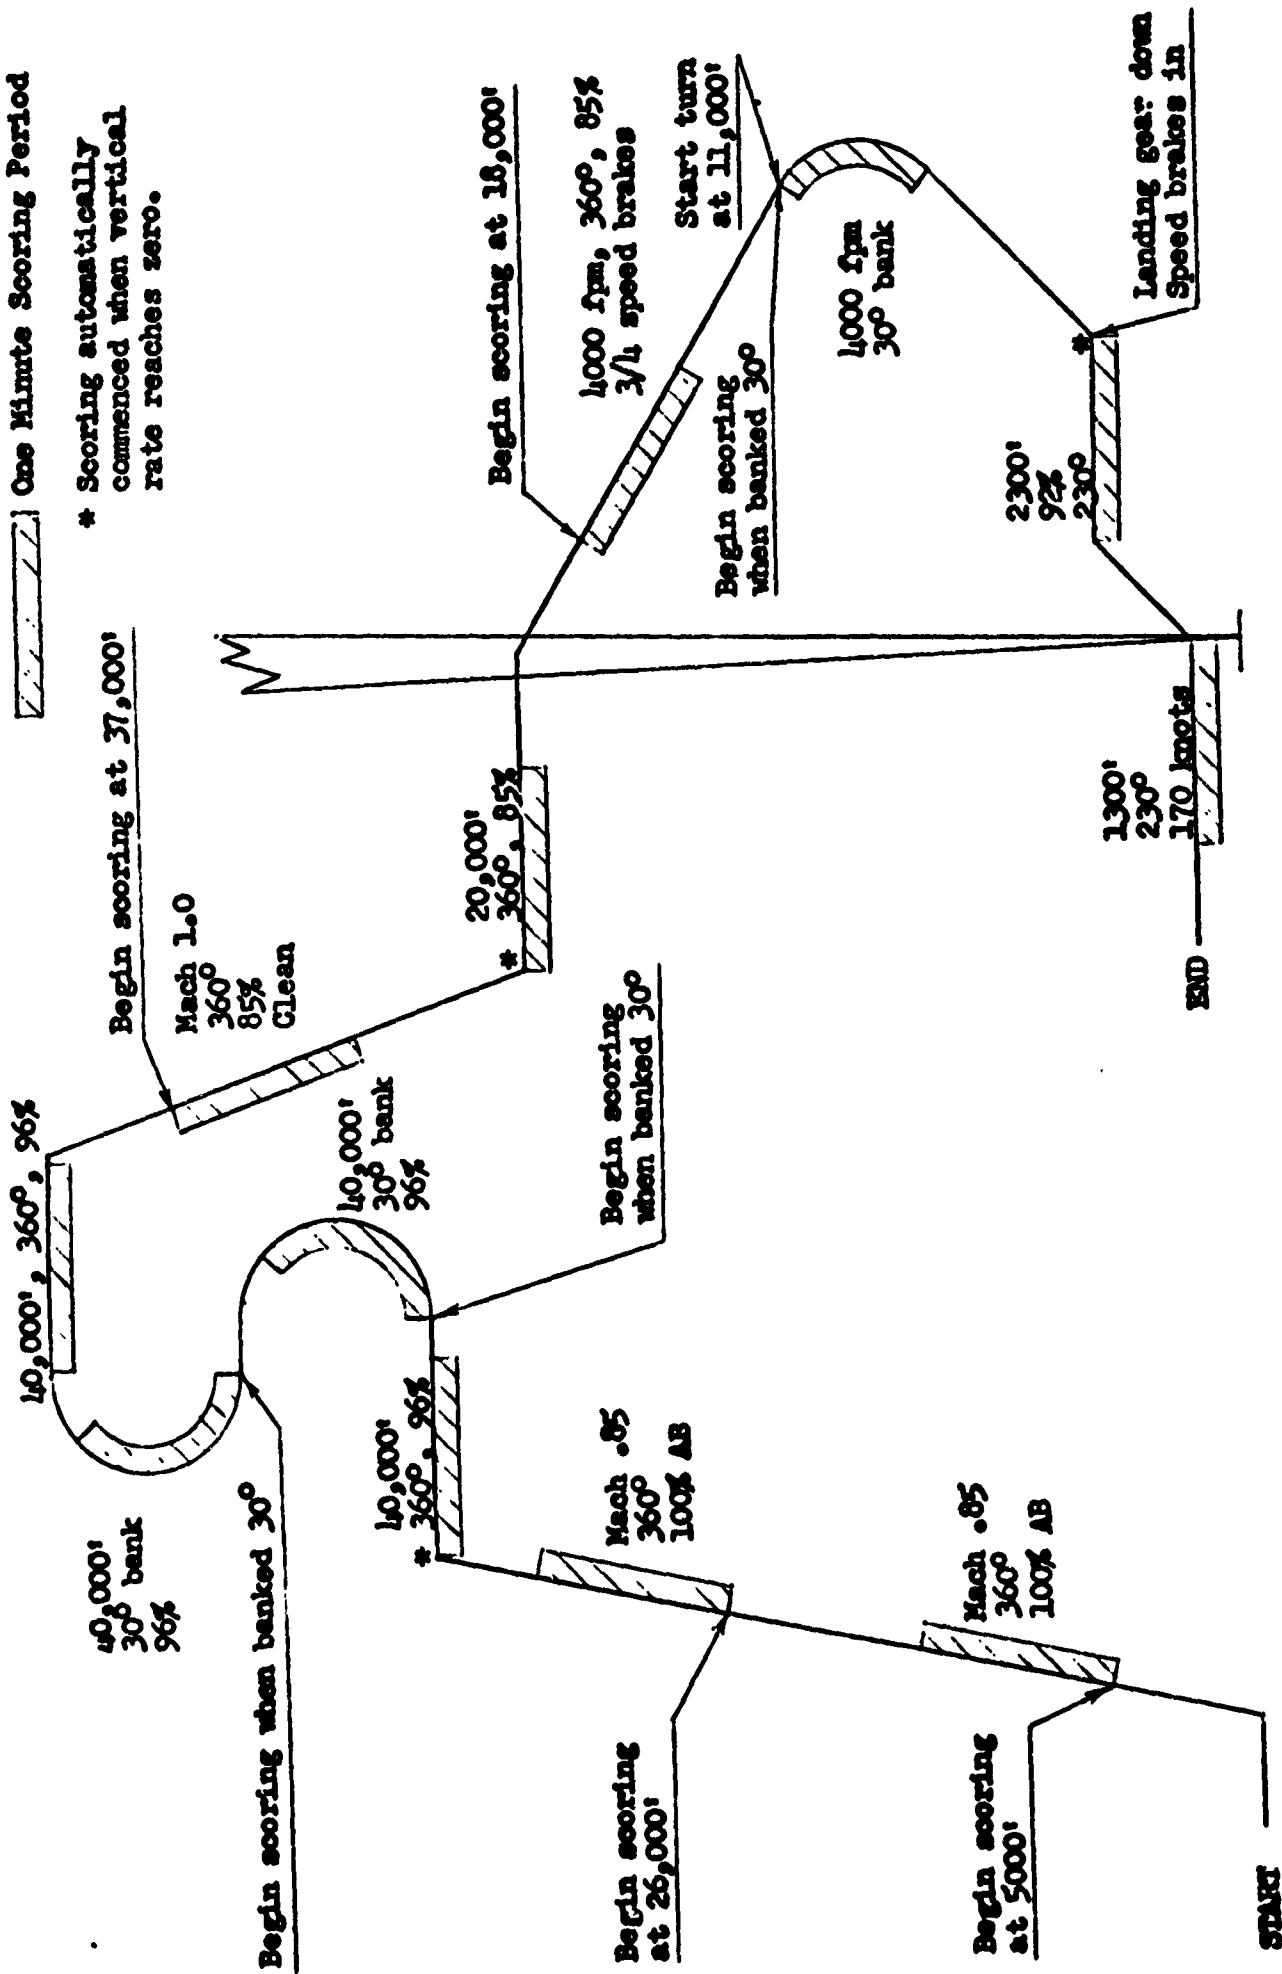 One Minute Scoring Period
* Scoring automatically
commenced when vertical
rate reaches zero.
40,000', 360°, 96%
Begin scoring at 37,000'
Mach 1.0
360°
85%
Clean
40,000'
30° bank
96%
Begin scoring when banked 30°
40,000'
30° bank
96%
Begin scoring
when banked 30°
*
40,000'
360°, 96%
Mach .85
360°
100% AB
Begin scoring
at 26,000'
Mach .85
360°
100% AB
Begin scoring
at 5000'
START
*
20,000'
360°, 85%
Begin scoring at 18,000'
4000 fpm, 360°, 85%
3/4 speed brakes
Start turn
at 11,000'
Begin scoring
when banked 30°
4000 fpm
30° bank
*
2300'
92%
230°
Landing gear down
Speed brakes in
1300'
230°
170 knots
END